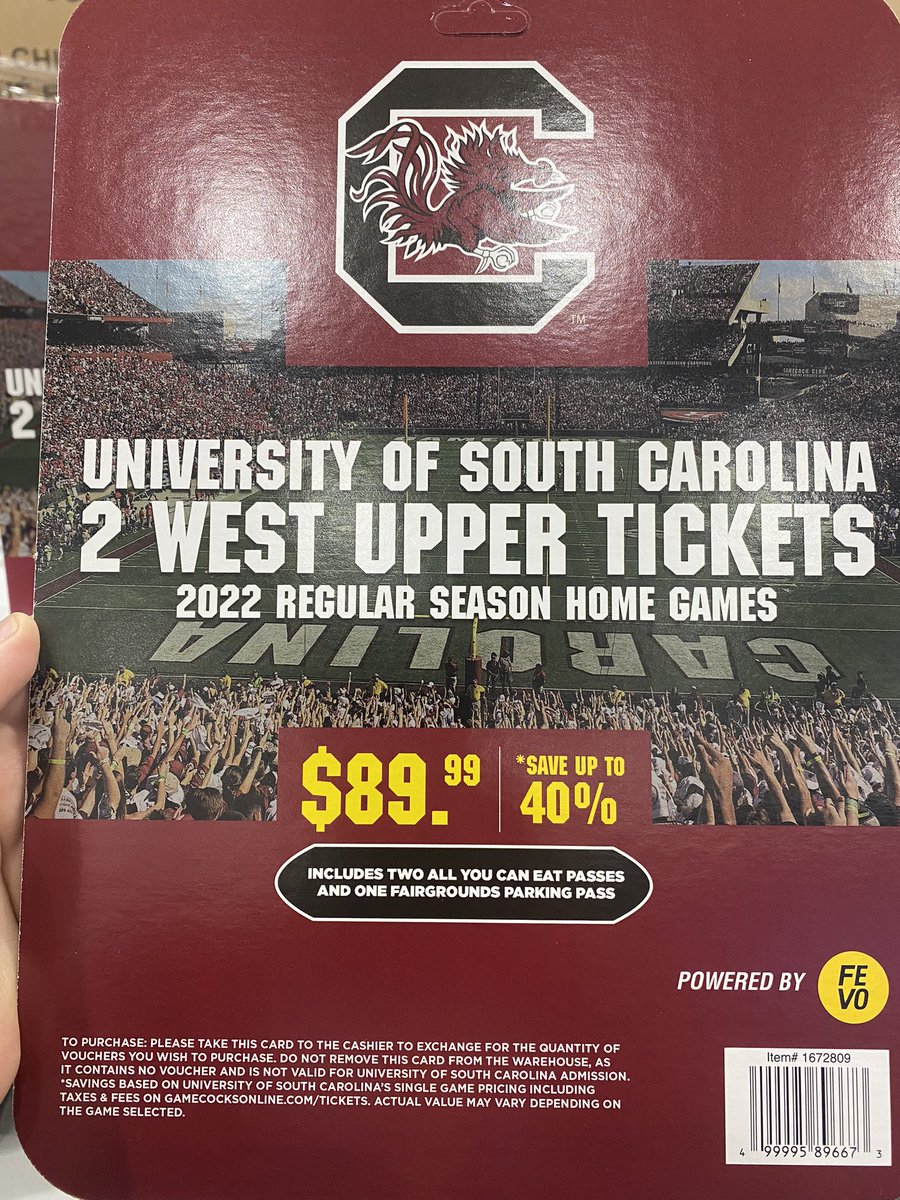 CHI
UN
2
C
TM
UNIVERSITY OF SOUTH CAROLINA
2 WEST UPPER TICKETS
2022 REGULAR SEASON HOME GAMES
CAROLINA
$89.99
*SAVE UP TO
40%
INCLUDES TWO ALL YOU CAN EAT PASSES
AND ONE FAIRGROUNDS PARKING PASS
POWERED BY
FE
VO
TO PURCHASE: PLEASE TAKE THIS CARD TO THE CASHIER TO EXCHANGE FOR THE QUANTITY OF
VOUCHERS YOU WISH TO PURCHASE. DO NOT REMOVE THIS CARD FROM THE WAREHOUSE, AS
IT CONTAINS NO VOUCHER AND IS NOT VALID FOR UNIVERSITY OF SOUTH CAROLINA ADMISSION.
*SAVINGS BASED ON UNIVERSITY OF SOUTH CAROLINA'S SINGLE GAME PRICING INCLUDING
TAXES & FEES ON GAMECOCKSONLINE.COM/TICKETS. ACTUAL VALUE MAY VARY DEPENDING ON
THE GAME SELECTED.
Item# 1672809
4 99995 89667 3